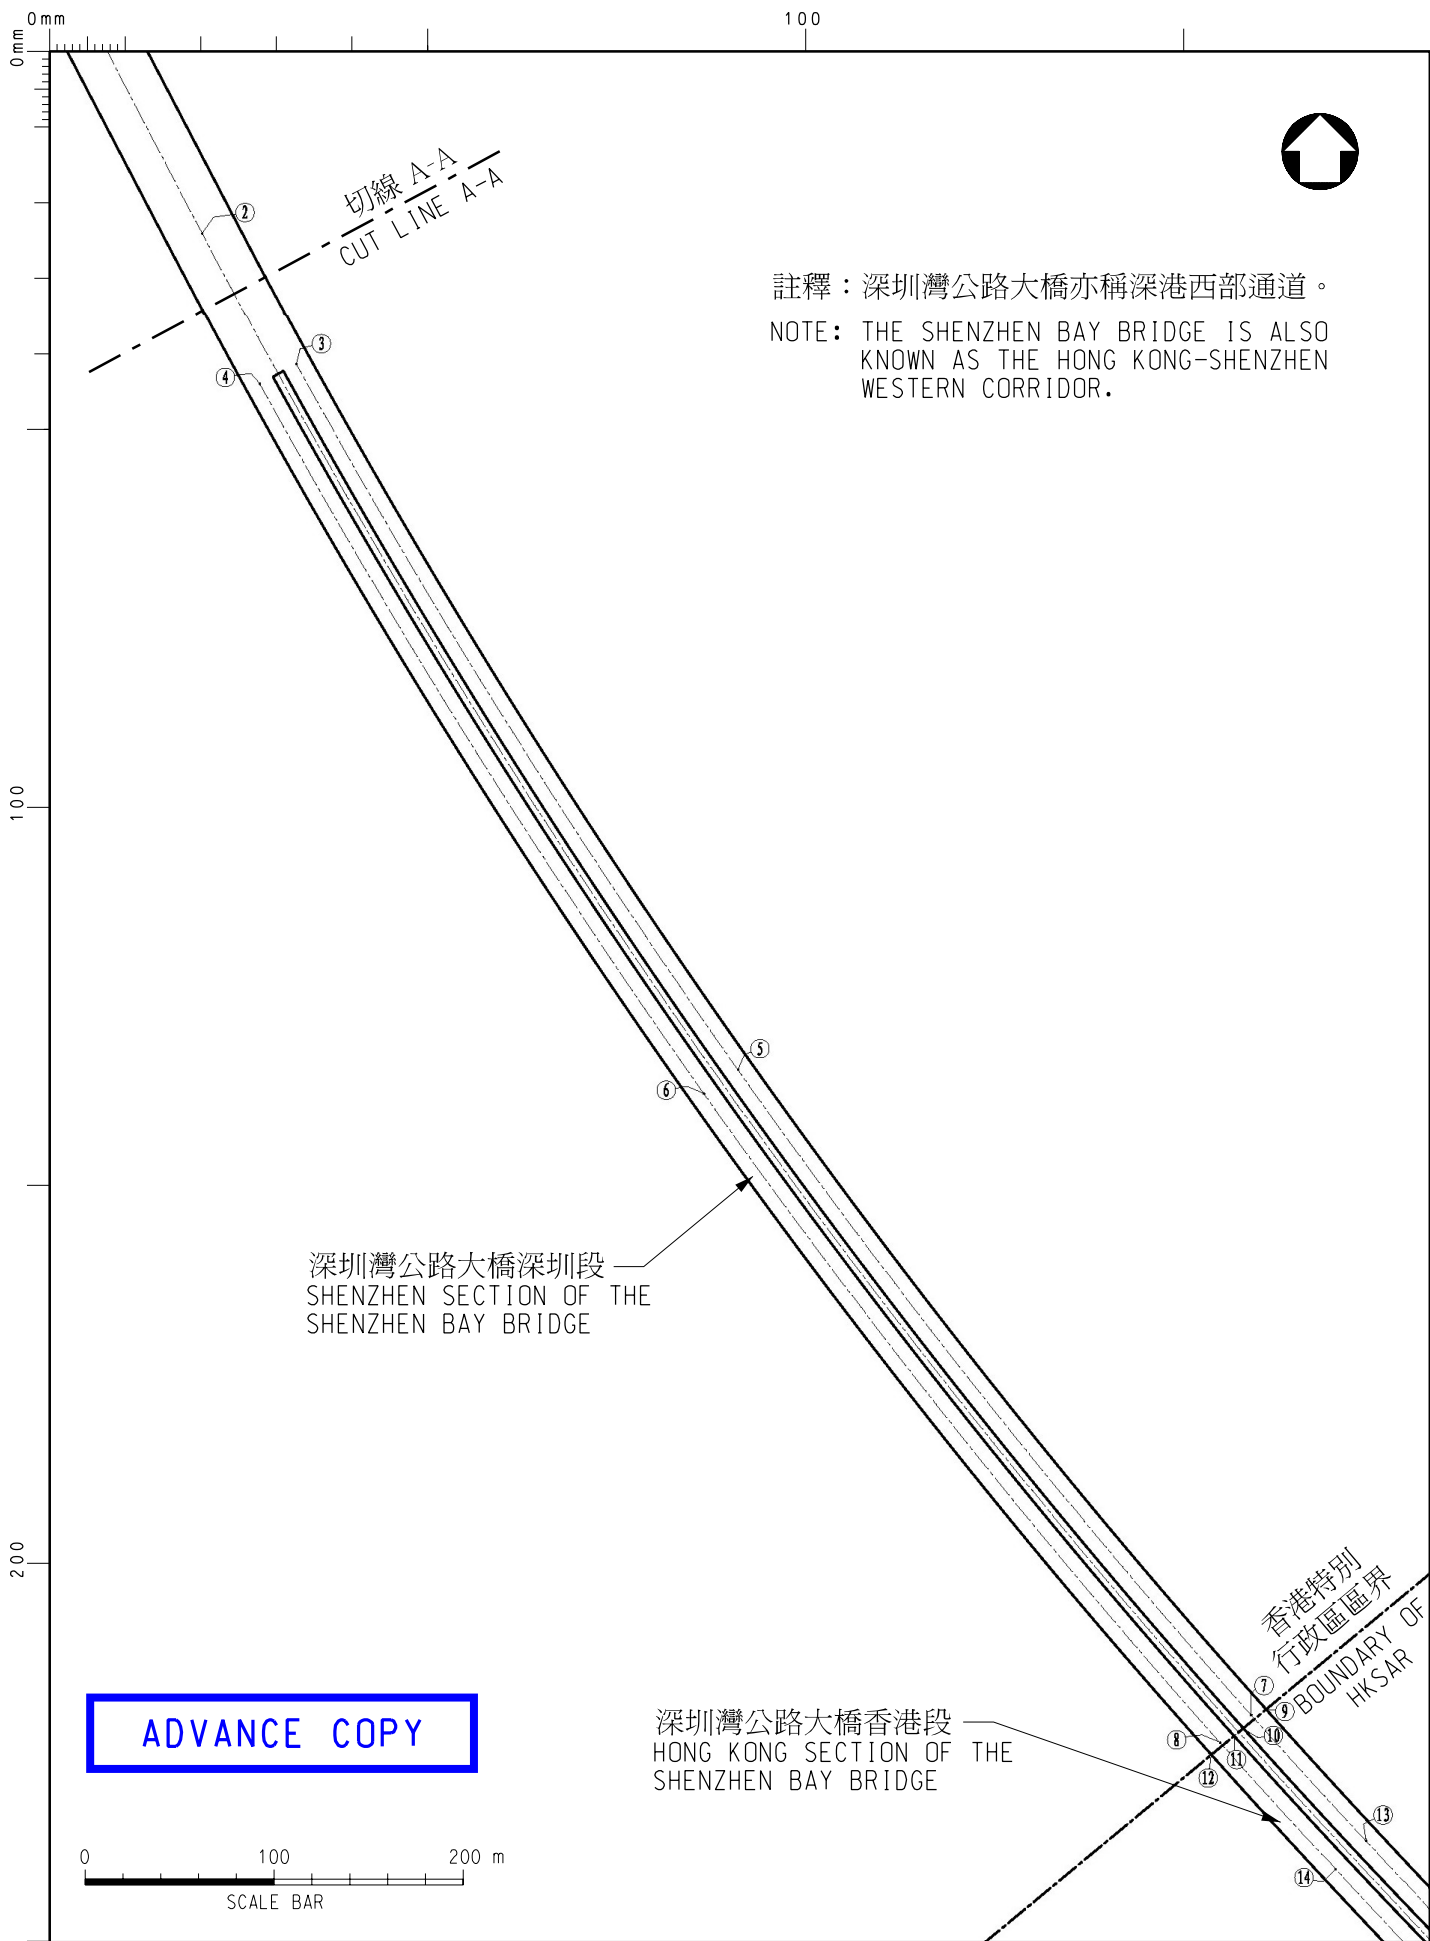 0mm
100
0mm
切線 A-A
CUT LINE A-A
②
註釋：深圳灣公路大橋亦稱深港西部通道。
NOTE: THE SHENZHEN BAY BRIDGE IS ALSO
KNOWN AS THE HONG KONG-SHENZHEN
WESTERN CORRIDOR.
③
④
100
⑤
⑥
深圳灣公路大橋深圳段
SHENZHEN SECTION OF THE
SHENZHEN BAY BRIDGE
200
香港特別
行政區區界
BOUNDARY OF
HKSAR
⑦
⑨
⑩
⑧
⑪
⑫
深圳灣公路大橋香港段
HONG KONG SECTION OF THE
SHENZHEN BAY BRIDGE
ADVANCE COPY
⑬
⑭
0 100 200 m
SCALE BAR